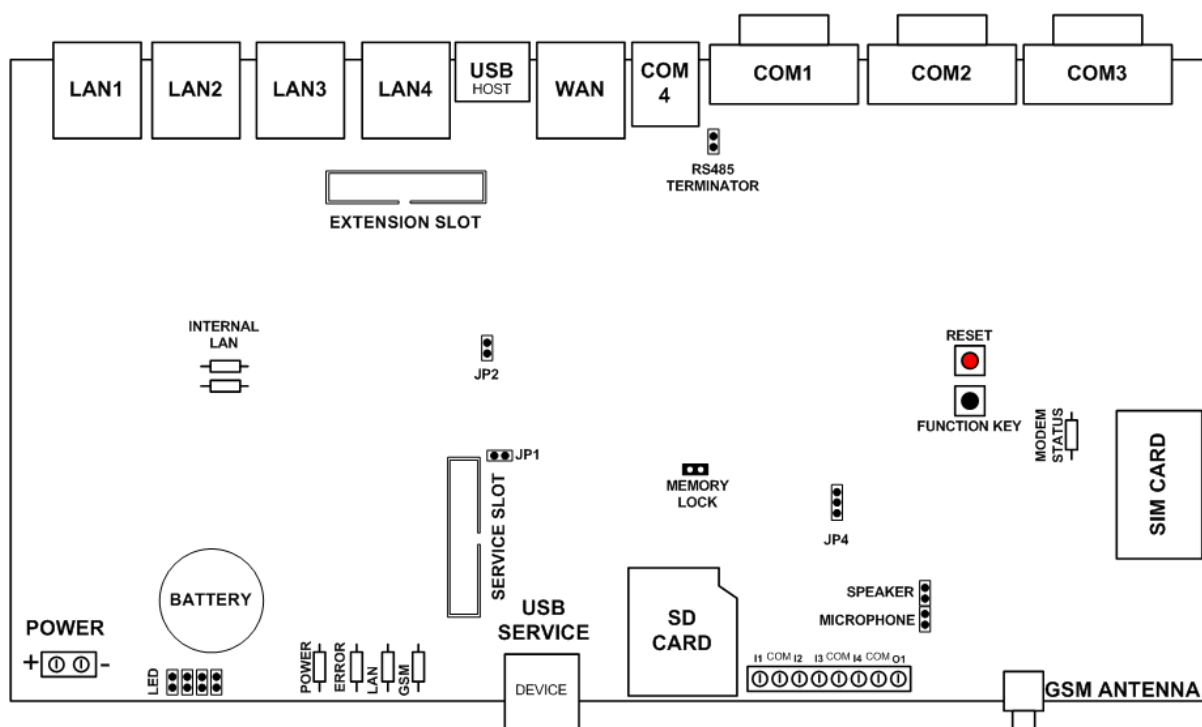 LAN1
LAN2
LAN3
LAN4
USB
HOST
WAN
COM
4
COM1
COM2
COM3
RS485
TERMINATOR
EXTENSION SLOT
INTERNAL
LAN
JP2
RESET
FUNCTION KEY
MODEM
STATUS
SIM CARD
JP1
SERVICE SLOT
MEMORY
LOCK
JP4
BATTERY
POWER
+ -
LED
POWER
ERROR
LAN
GSM
USB
SERVICE
DEVICE
SD
CARD
SPEAKER
MICROPHONE
I1 COM I2 I3 COM I4 COM O1
GSM ANTENNA